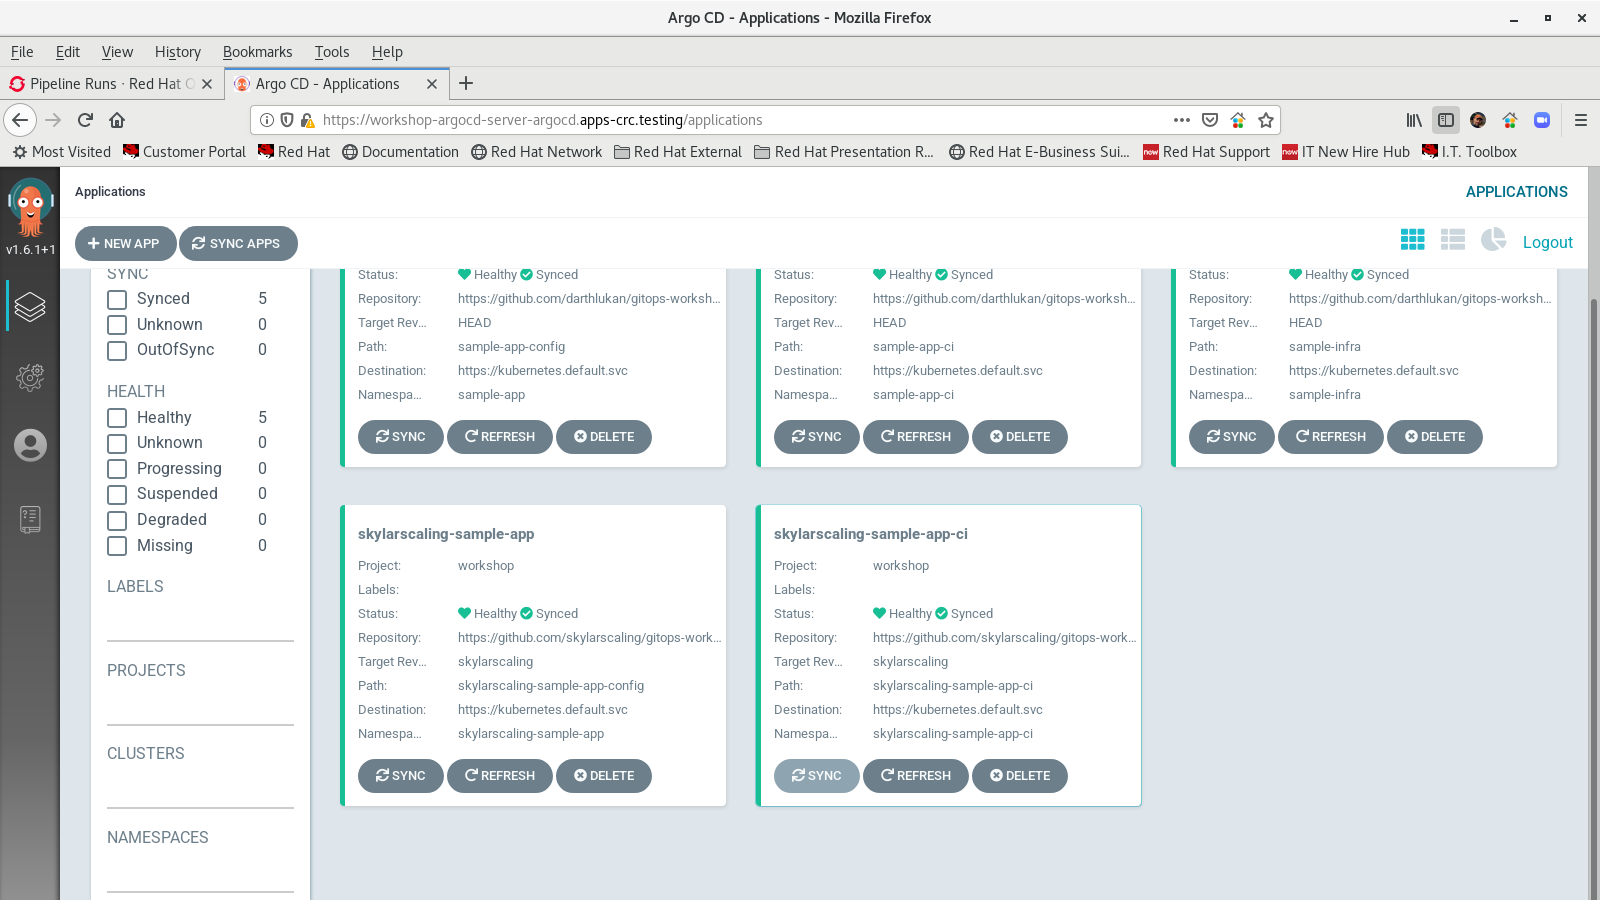 Argo CD - Applications - Mozilla Firefox
File Edit View History Bookmarks Tools Help
Pipeline Runs · Red Hat O
Argo CD - Applications
https://workshop-argocd-server-argocd.apps-crc.testing/applications
Most Visited Customer Portal Red Hat Documentation Red Hat Network Red Hat External Red Hat Presentation R... Red Hat E-Business Sui... Red Hat Support IT New Hire Hub I.T. Toolbox
v1.6.1+1
Applications
APPLICATIONS
NEW APP SYNC APPS
Logout
SYNC
Synced 5
Unknown 0
OutOfSync 0
HEALTH
Healthy 5
Unknown 0
Progressing 0
Suspended 0
Degraded 0
Missing 0
LABELS
PROJECTS
CLUSTERS
NAMESPACES
Status: Healthy Synced
Repository: https://github.com/darthlukan/gitops-worksh...
Target Rev... HEAD
Path: sample-app-config
Destination: https://kubernetes.default.svc
Namespa... sample-app
SYNC REFRESH DELETE
Status: Healthy Synced
Repository: https://github.com/darthlukan/gitops-worksh...
Target Rev... HEAD
Path: sample-app-ci
Destination: https://kubernetes.default.svc
Namespa... sample-app-ci
SYNC REFRESH DELETE
Status: Healthy Synced
Repository: https://github.com/darthlukan/gitops-worksh...
Target Rev... HEAD
Path: sample-infra
Destination: https://kubernetes.default.svc
Namespa... sample-infra
SYNC REFRESH DELETE
skylarscaling-sample-app
Project: workshop
Labels:
Status: Healthy Synced
Repository: https://github.com/skylarscaling/gitops-work...
Target Rev... skylarscaling
Path: skylarscaling-sample-app-config
Destination: https://kubernetes.default.svc
Namespa... skylarscaling-sample-app
SYNC REFRESH DELETE
skylarscaling-sample-app-ci
Project: workshop
Labels:
Status: Healthy Synced
Repository: https://github.com/skylarscaling/gitops-work...
Target Rev... skylarscaling
Path: skylarscaling-sample-app-ci
Destination: https://kubernetes.default.svc
Namespa... skylarscaling-sample-app-ci
SYNC REFRESH DELETE